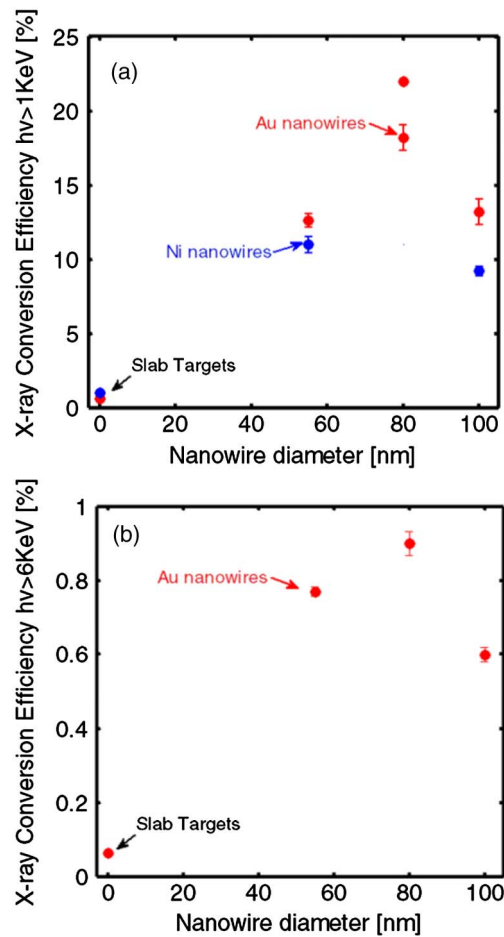 X-ray Conversion Efficiency hv>1KeV [%]
25
(a)
20
Au nanowires
15
Ni nanowires
10
5
Slab Targets
0
0 20 40 60 80 100
Nanowire diameter [nm]
X-ray Conversion Efficiency hv>6KeV [%]
1
(b)
0.8
Au nanowires
0.6
0.4
0.2
Slab Targets
0
0 20 40 60 80 100
Nanowire diameter [nm]